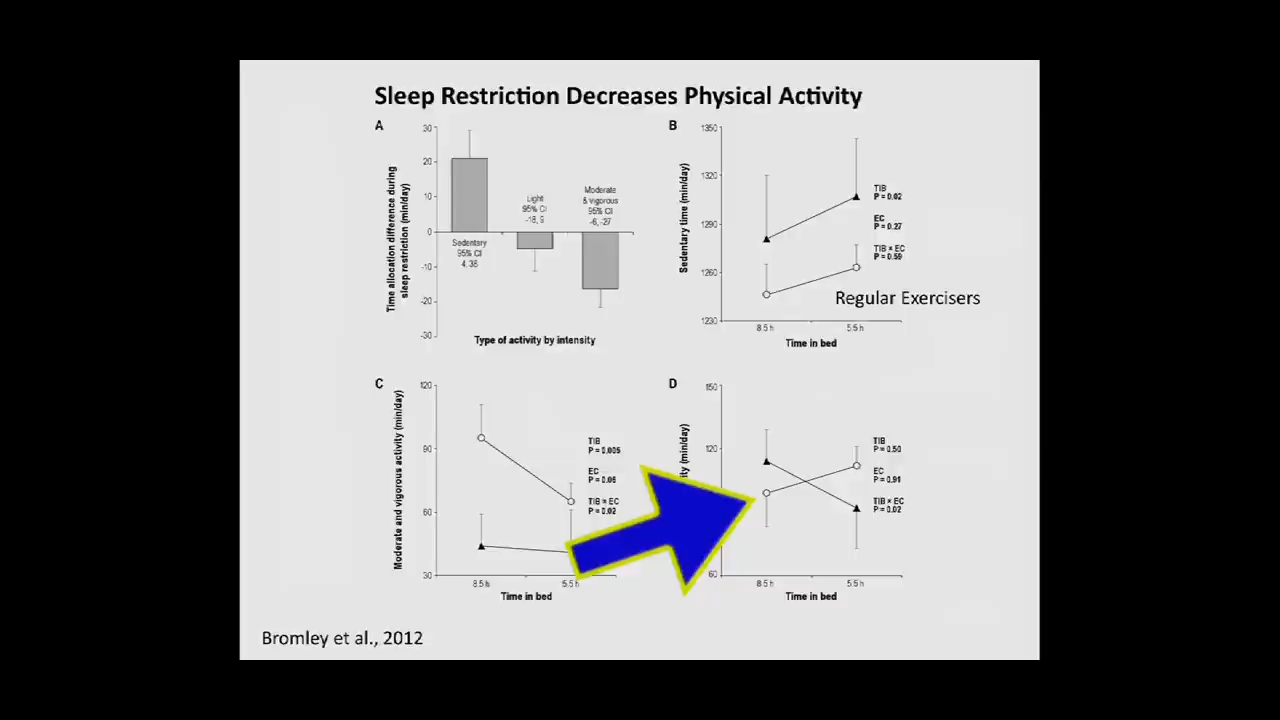 Sleep Restriction Decreases Physical Activity
A
30
20
10
0
-10
-20
-30
Time allocation difference during
sleep restriction (min/day)
Sedentary
95% CI
4, 38
Light
95% CI
-18, 9
Moderate
& vigorous
95% CI
-6, -27
Type of activity by intensity
B
1350
1320
1290
1260
1230
Sedentary time (min/day)
TIB
P = 0.02
EC
P = 0.27
TIB × EC
P = 0.59
Regular Exercisers
8.5 h
5.5 h
Time in bed
C
120
90
60
30
Moderate and vigorous activity (min/day)
TIB
P = 0.005
EC
P = 0.06
TIB × EC
P = 0.02
8.5 h
5.5 h
Time in bed
D
150
120
60
(min/day)
TIB
P = 0.50
EC
P = 0.91
TIB × EC
P = 0.02
8.5 h
5.5 h
Time in bed
Bromley et al., 2012